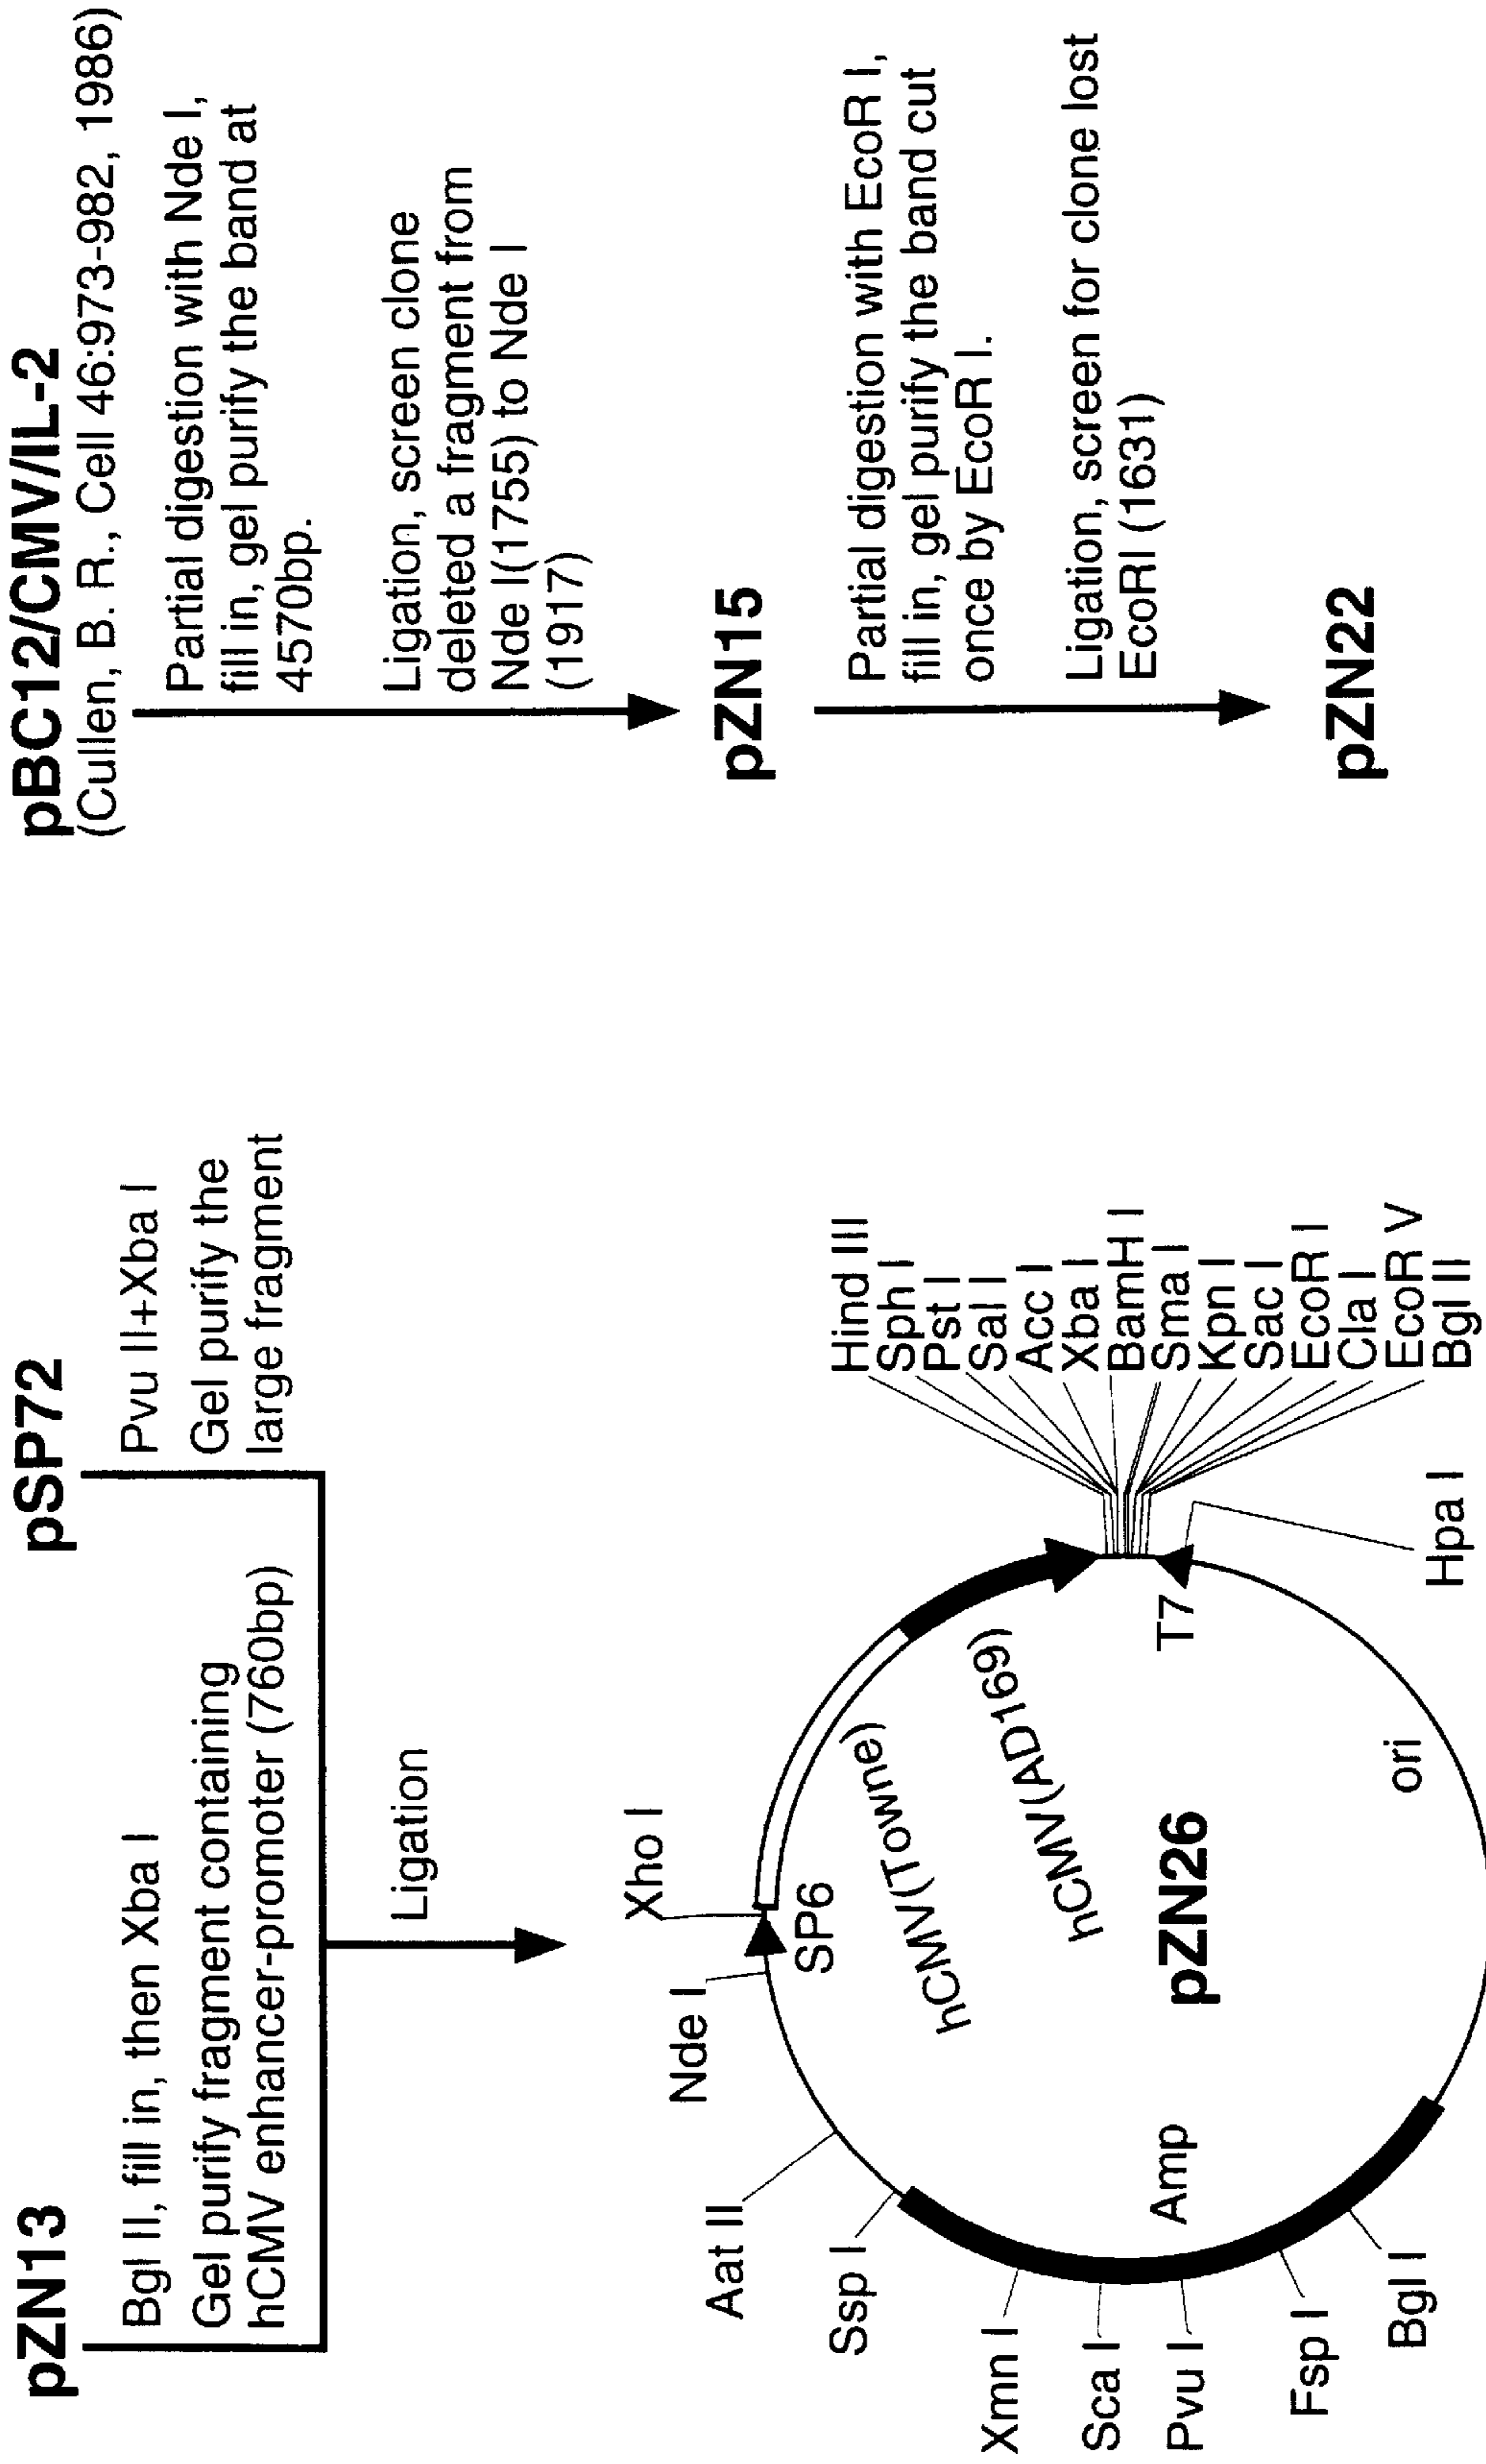 pZN13
Bgl II, fill in, then Xba I
Gel purify fragment containing
hCMV enhancer-promoter (760bp)
pSP72
Pvu II+Xba I
Gel purify the
large fragment
Ligation
Xho I
Nde I
SP6
Aat II
Ssp I
Xmn I
Sca I
Pvu I
Fsp I
Bgl I
Amp
hCMV(Towne)
hCMV(AD169)
pZN26
ori
T7
Hpa I
Hind III
Sph I
Pst I
Sal I
Acc I
Xba I
BamH I
Sma I
Kpn I
Sac I
EcoR I
Cla I
EcoR V
Bgl II
pBC12/CMV/IL-2
(Cullen, B. R., Cell 46:973-982, 1986)
Partial digestion with Nde I,
fill in, gel purify the band at
4570bp.
Ligation, screen clone
deleted a fragment from
Nde I(1755) to Nde I
(1917)
pZN15
Partial digestion with EcoR I,
fill in, gel purify the band cut
once by EcoR I.
Ligation, screen for clone lost
EcoRI (1631)
pZN22